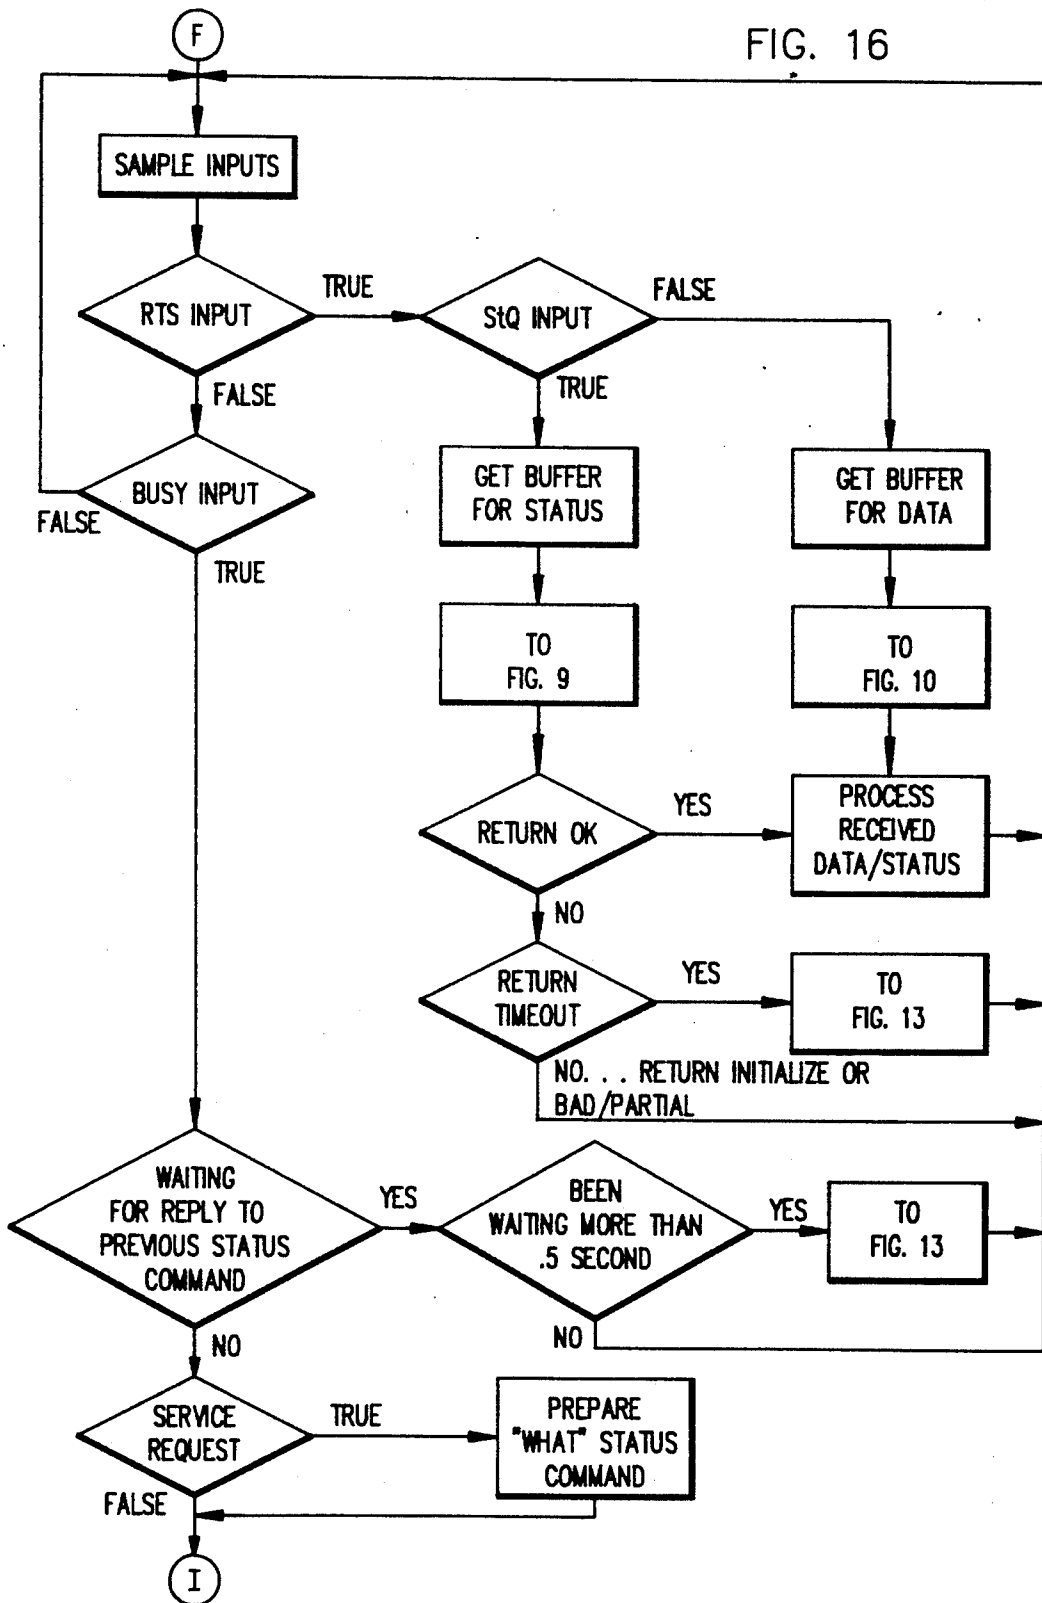 F
FIG. 16
SAMPLE INPUTS
RTS INPUT
TRUE
StQ INPUT
FALSE
FALSE
TRUE
BUSY INPUT
FALSE
TRUE
GET BUFFER
FOR STATUS
GET BUFFER
FOR DATA
TO
FIG. 9
TO
FIG. 10
RETURN OK
YES
PROCESS
RECEIVED
DATA/STATUS
NO
RETURN
TIMEOUT
YES
TO
FIG. 13
NO. . . RETURN INITIALIZE OR
BAD/PARTIAL
WAITING
FOR REPLY TO
PREVIOUS STATUS
COMMAND
YES
BEEN
WAITING MORE THAN
.5 SECOND
YES
TO
FIG. 13
NO
NO
SERVICE
REQUEST
TRUE
PREPARE
"WHAT" STATUS
COMMAND
FALSE
I